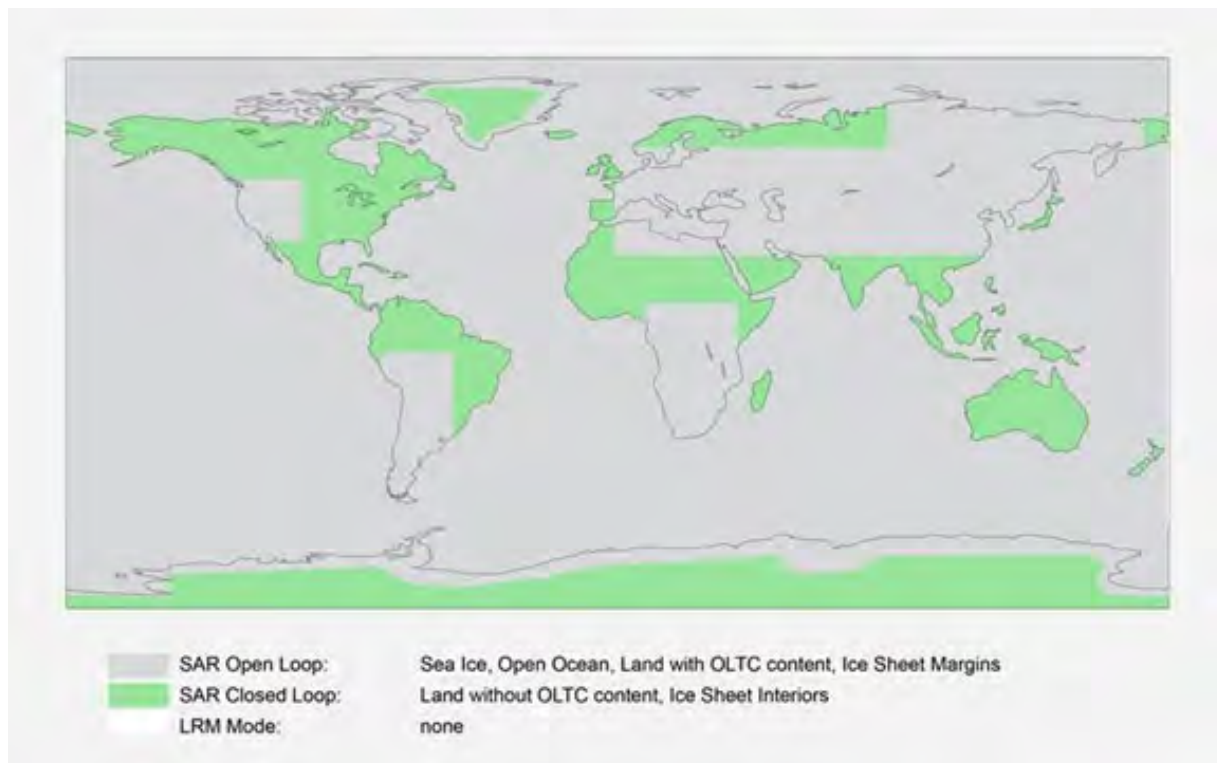 SAR Open Loop: Sea Ice, Open Ocean, Land with OLTC content, Ice Sheet Margins
SAR Closed Loop: Land without OLTC content, Ice Sheet Interiors
LRM Mode: none